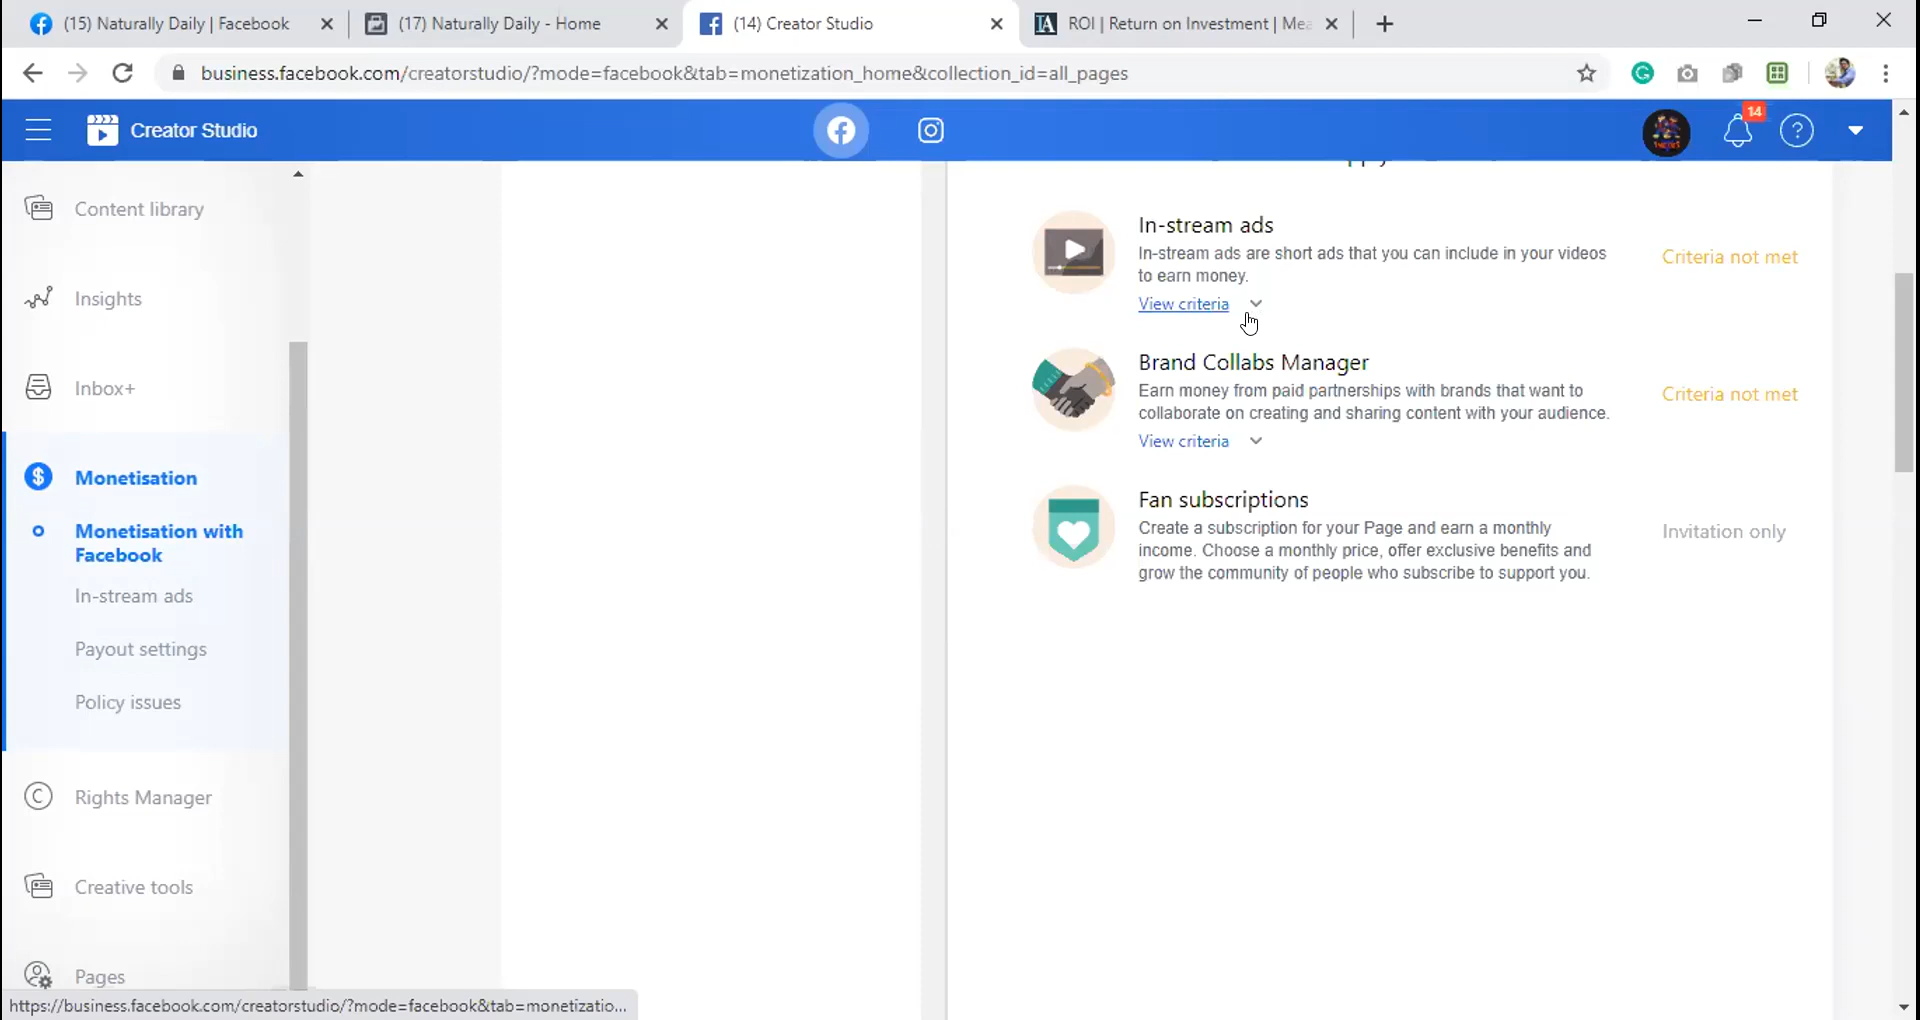 (15) Naturally Daily | Facebook
(17) Naturally Daily - Home
(14) Creator Studio
ROI | Return on Investment | Mea
business.facebook.com/creatorstudio/?mode=facebook&tab=monetization_home&collection_id=all_pages
Creator Studio
14
Content library
Insights
Inbox+
Monetisation
Monetisation with
Facebook
In-stream ads
Payout settings
Policy issues
Rights Manager
Creative tools
Pages
In-stream ads
In-stream ads are short ads that you can include in your videos
to earn money.
Criteria not met
View criteria
Brand Collabs Manager
Earn money from paid partnerships with brands that want to
collaborate on creating and sharing content with your audience.
Criteria not met
View criteria
Fan subscriptions
Create a subscription for your Page and earn a monthly
income. Choose a monthly price, offer exclusive benefits and
grow the community of people who subscribe to support you.
Invitation only
https://business.facebook.com/creatorstudio/?mode=facebook&tab=monetizatio...